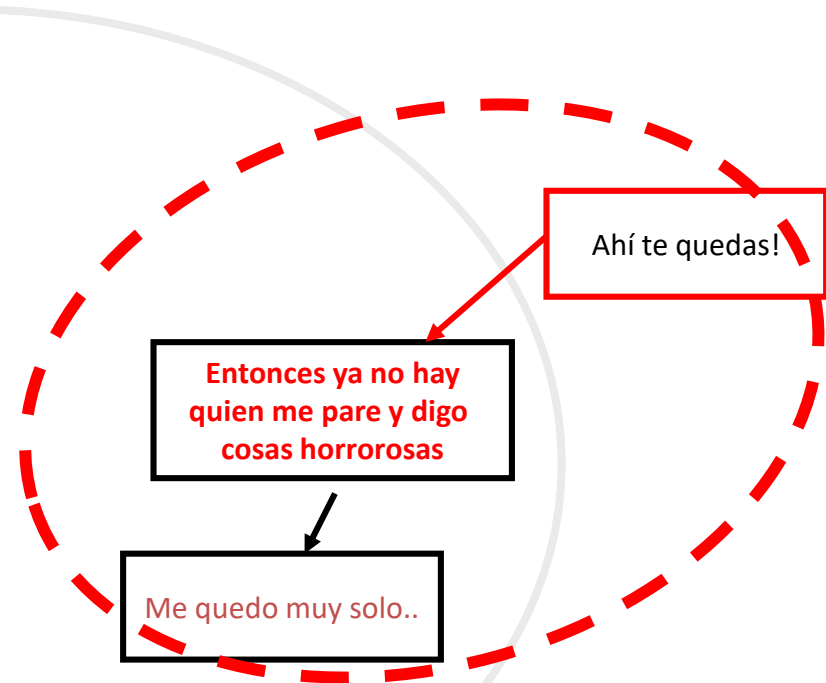 Ahí te quedas!
Entonces ya no hay
quien me pare y digo
cosas horrorosas
Me quedo muy solo..